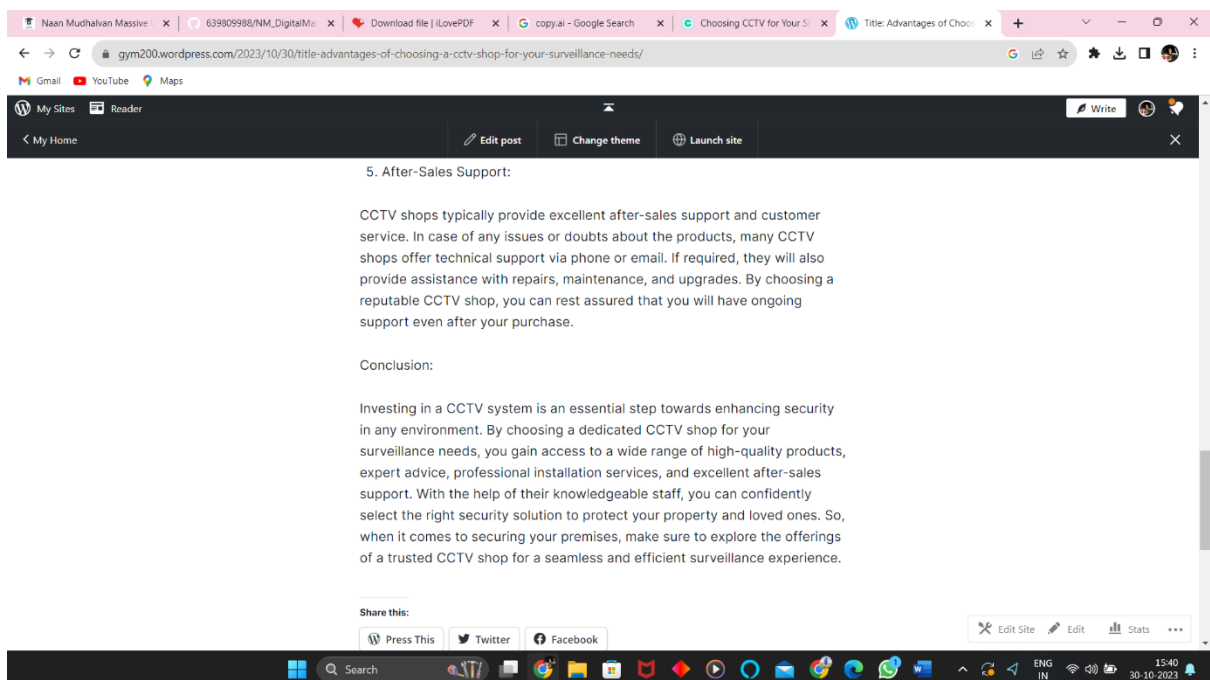 Naan Mudhalvan Massive
639809988/NM_DigitalMa
Download file | iLovePDF
copy.ai - Google Search
Choosing CCTV for Your S
Title: Advantages of Choos
gym200.wordpress.com/2023/10/30/title-advantages-of-choosing-a-cctv-shop-for-your-surveillance-needs/
Gmail YouTube Maps
My Sites Reader Write
My Home Edit post Change theme Launch site
5. After-Sales Support:
CCTV shops typically provide excellent after-sales support and customer
service. In case of any issues or doubts about the products, many CCTV
shops offer technical support via phone or email. If required, they will also
provide assistance with repairs, maintenance, and upgrades. By choosing a
reputable CCTV shop, you can rest assured that you will have ongoing
support even after your purchase.
Conclusion:
Investing in a CCTV system is an essential step towards enhancing security
in any environment. By choosing a dedicated CCTV shop for your
surveillance needs, you gain access to a wide range of high-quality products,
expert advice, professional installation services, and excellent after-sales
support. With the help of their knowledgeable staff, you can confidently
select the right security solution to protect your property and loved ones. So,
when it comes to securing your premises, make sure to explore the offerings
of a trusted CCTV shop for a seamless and efficient surveillance experience.
Share this:
Press This Twitter Facebook
Edit Site Edit Stats
Search
ENG
IN
15:40
30-10-2023